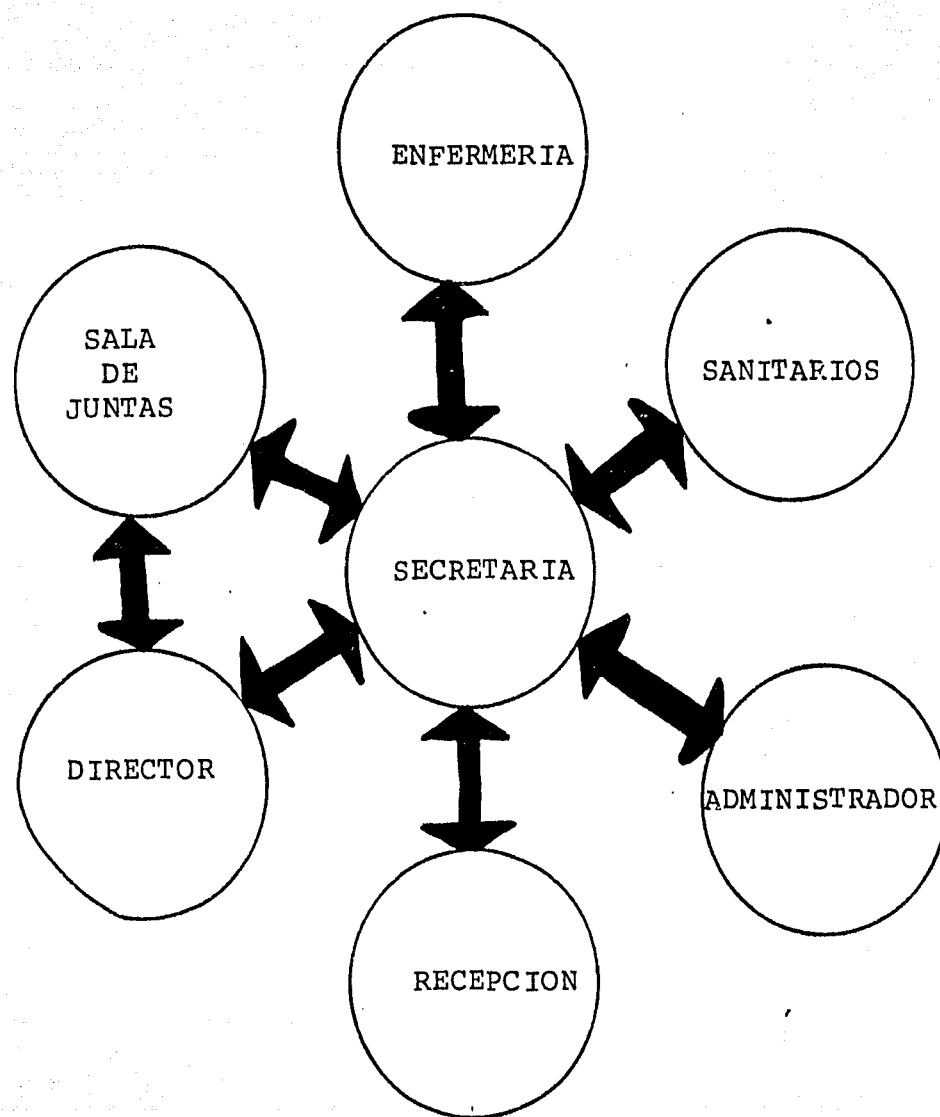 ENFERMERIA
SALA
DE
JUNTAS
SANITARIOS
SECRETARIA
DIRECTOR
ADMINISTRADOR
RECEPCION